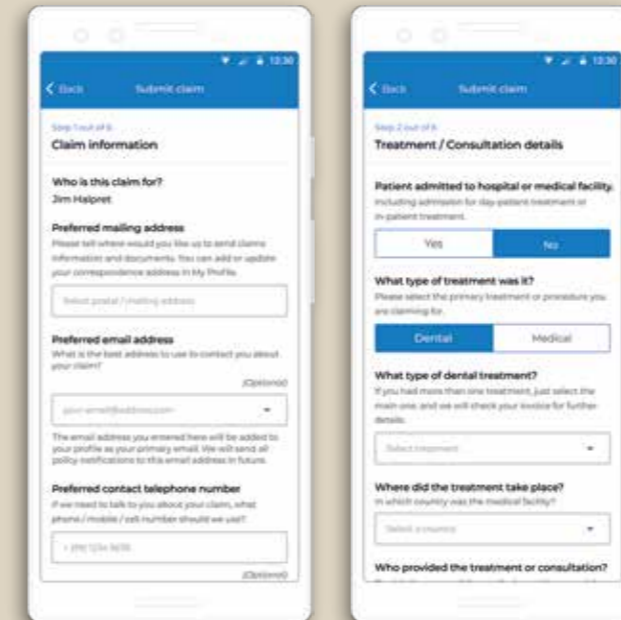 12:30
Back Submit claim
Step 1 out of 6
Claim information
Who is this claim for?
Jim Halpret
Preferred mailing address
Please tell where would you like us to send claims
information and documents. You can add or update
your correspondence address in My Profile.
Select postal / mailing address
Preferred email address
What is the best address to use to contact you about
your claim?
(Optional)
your-email@address.com
The email address you entered here will be added to
your profile as your primary email. We will send all
policy notifications to this email address in future.
Preferred contact telephone number
If we need to talk to you about your claim, what
phone / mobile / cell number should we use?
(Optional)
12:30
Back Submit claim
Step 2 out of 6
Treatment / Consultation details
Patient admitted to hospital or medical facility.
Including admission for day-patient treatment or
in-patient treatment.
Yes No
What type of treatment was it?
Please select the primary treatment or procedure you
are claiming for.
Dental Medical
What type of dental treatment?
If you had more than one treatment, just select the
main one, and we will check your invoice for further
details.
Select treatment
Where did the treatment take place?
In which country was the medical facility?
Select a country
Who provided the treatment or consultation?